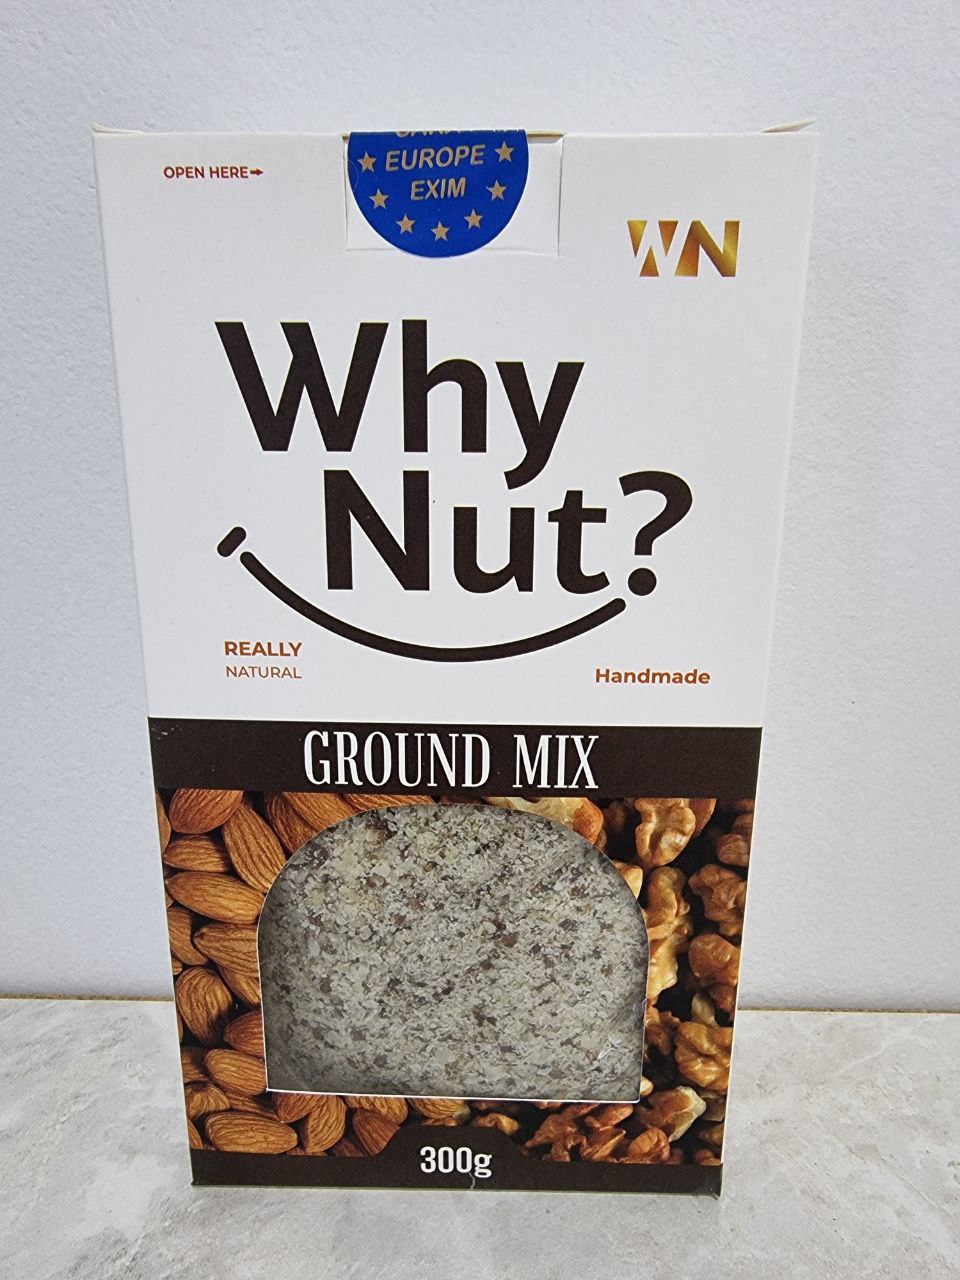 OPEN HERE→
EUROPE
EXIM
WN
Why
Nut?
REALLY
NATURAL
Handmade
GROUND MIX
300g